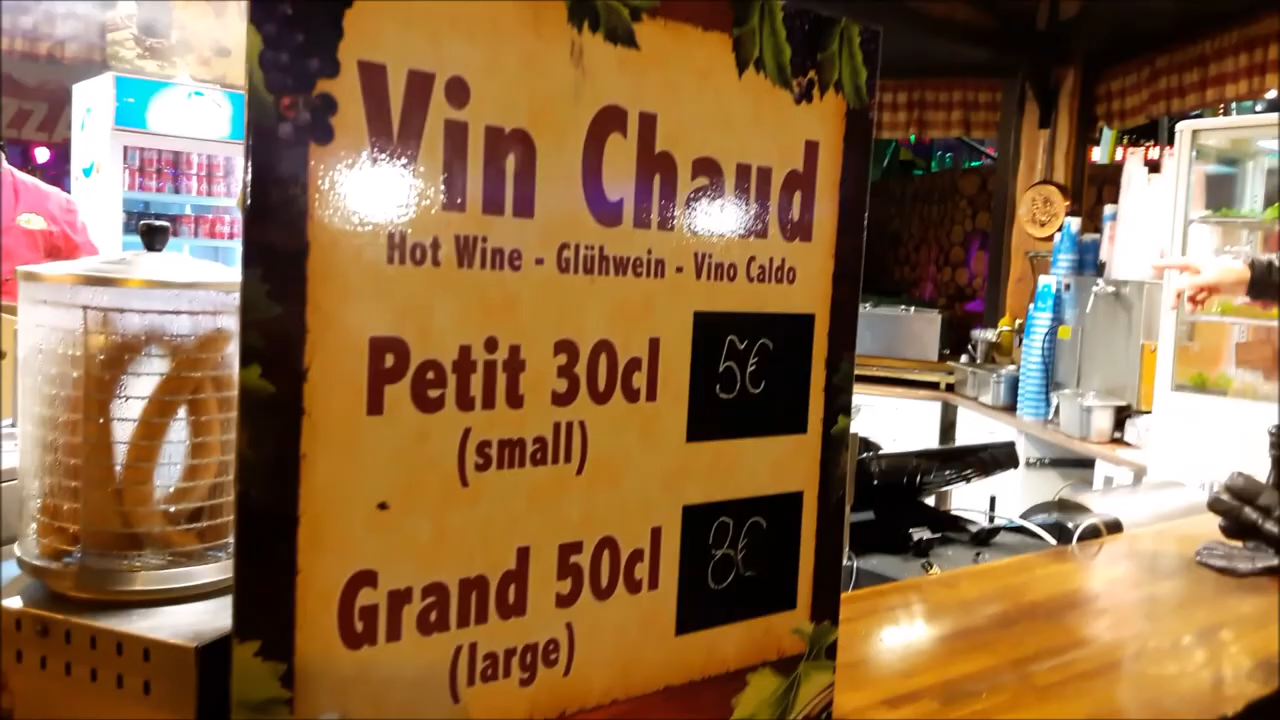 Vin Chaud
Hot Wine - Glühwein - Vino Caldo
Petit 30cl 5€
(small)
Grand 50cl 8€
(large)